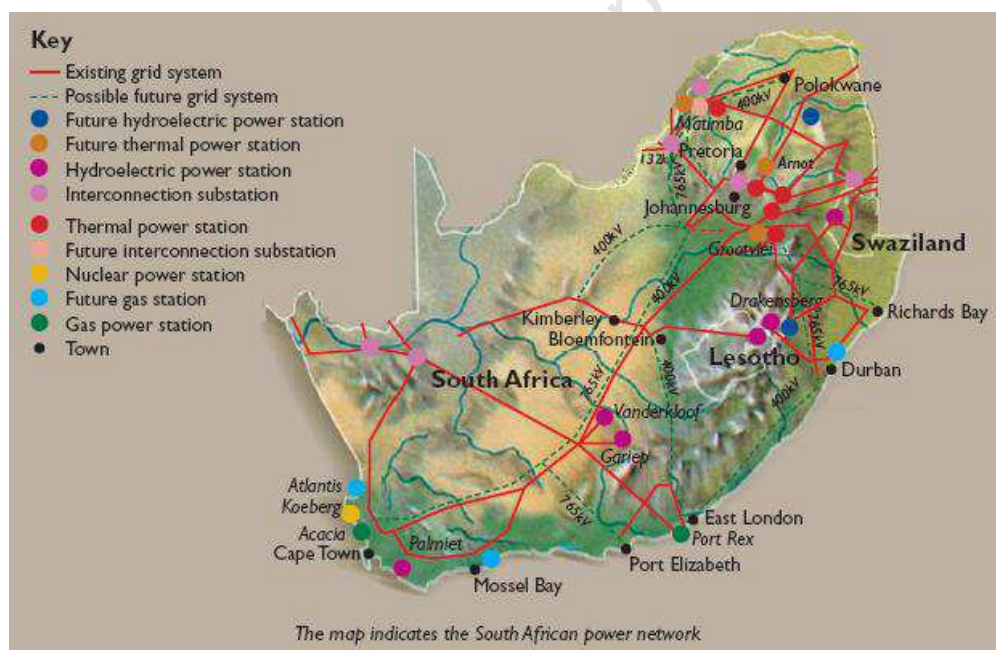 Key
Existing grid system
Possible future grid system
Future hydroelectric power station
Future thermal power station
Hydroelectric power station
Interconnection substation
Thermal power station
Future interconnection substation
Nuclear power station
Future gas station
Gas power station
Town
Polokwane
400kV
Matimba
132k
Pretoria
765kV
Arnot
Johannesburg
Grootvlei
Swaziland
400kV
400kV
765kV
Drakensberg
Richards Bay
Kimberley
Bloemfontein
765kV
Lesotho
Durban
South Africa
765kV
400kV
400kV
Vanderkloof
Gariep
Atlantis
Koeberg
765kV
East London
Acacia
Port Rex
Cape Town
Palmiet
Port Elizabeth
Mossel Bay
The map indicates the South African power network